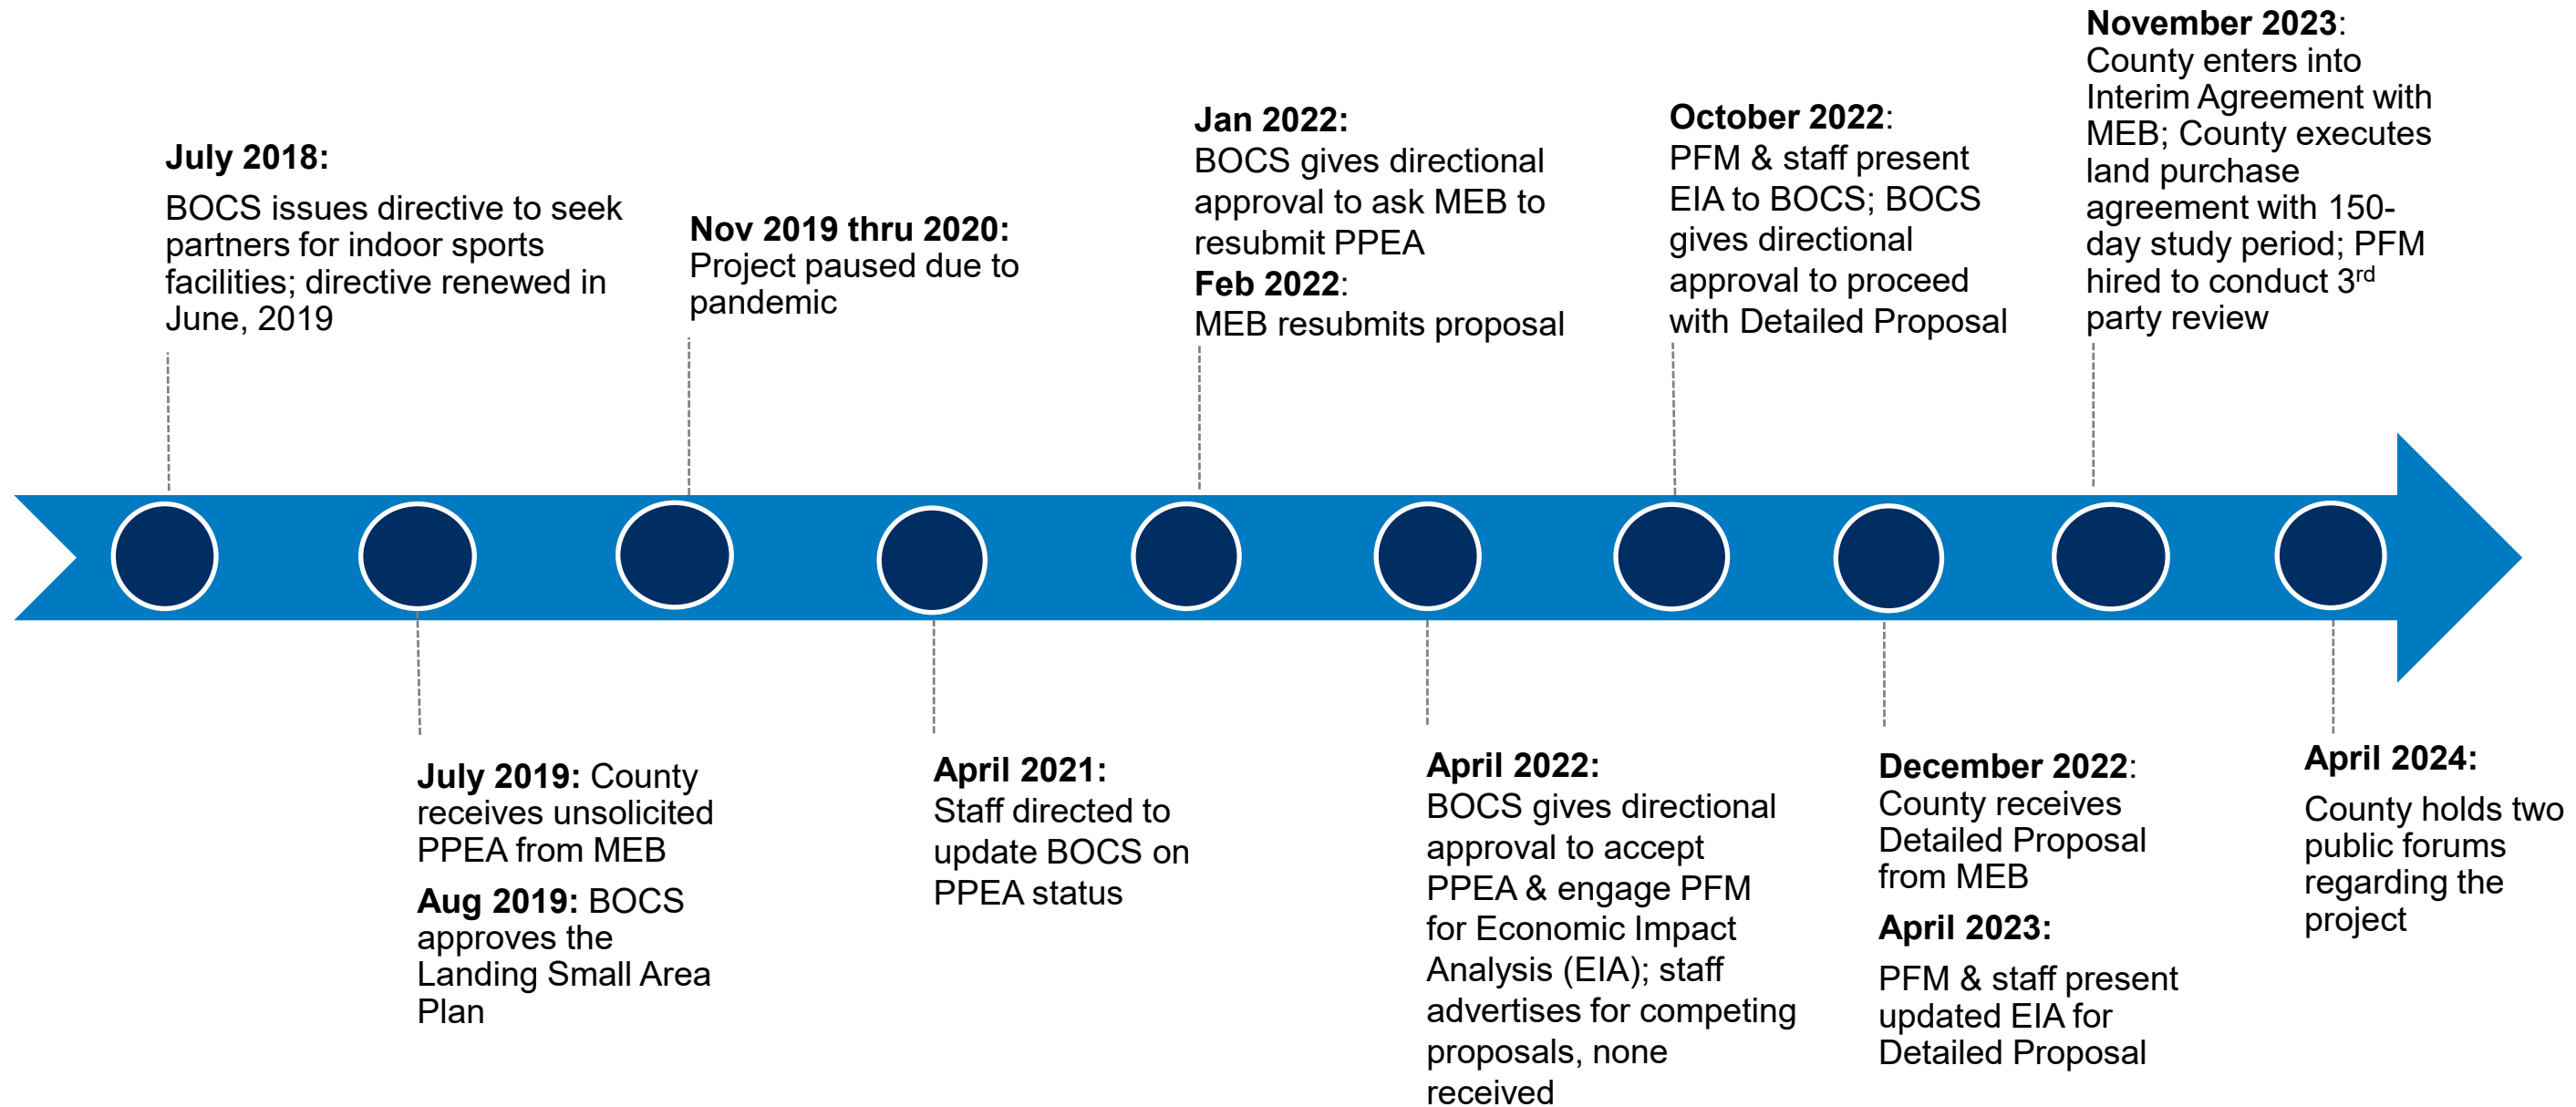 July 2018:
BOCS issues directive to seek
partners for indoor sports
facilities; directive renewed in
June, 2019
July 2019: County
receives unsolicited
PPEA from MEB
Aug 2019: BOCS
approves the
Landing Small Area
Plan
Nov 2019 thru 2020:
Project paused due to
pandemic
April 2021:
Staff directed to
update BOCS on
PPEA status
Jan 2022:
BOCS gives directional
approval to ask MEB to
resubmit PPEA
Feb 2022:
MEB resubmits proposal
April 2022:
BOCS gives directional
approval to accept
PPEA & engage PFM
for Economic Impact
Analysis (EIA); staff
advertises for competing
proposals, none
received
October 2022:
PFM & staff present
EIA to BOCS; BOCS
gives directional
approval to proceed
with Detailed Proposal
December 2022:
County receives
Detailed Proposal
from MEB
April 2023:
PFM & staff present
updated EIA for
Detailed Proposal
November 2023:
County enters into
Interim Agreement with
MEB; County executes
land purchase
agreement with 150-
day study period; PFM
hired to conduct 3rd
party review
April 2024:
County holds two
public forums
regarding the
project